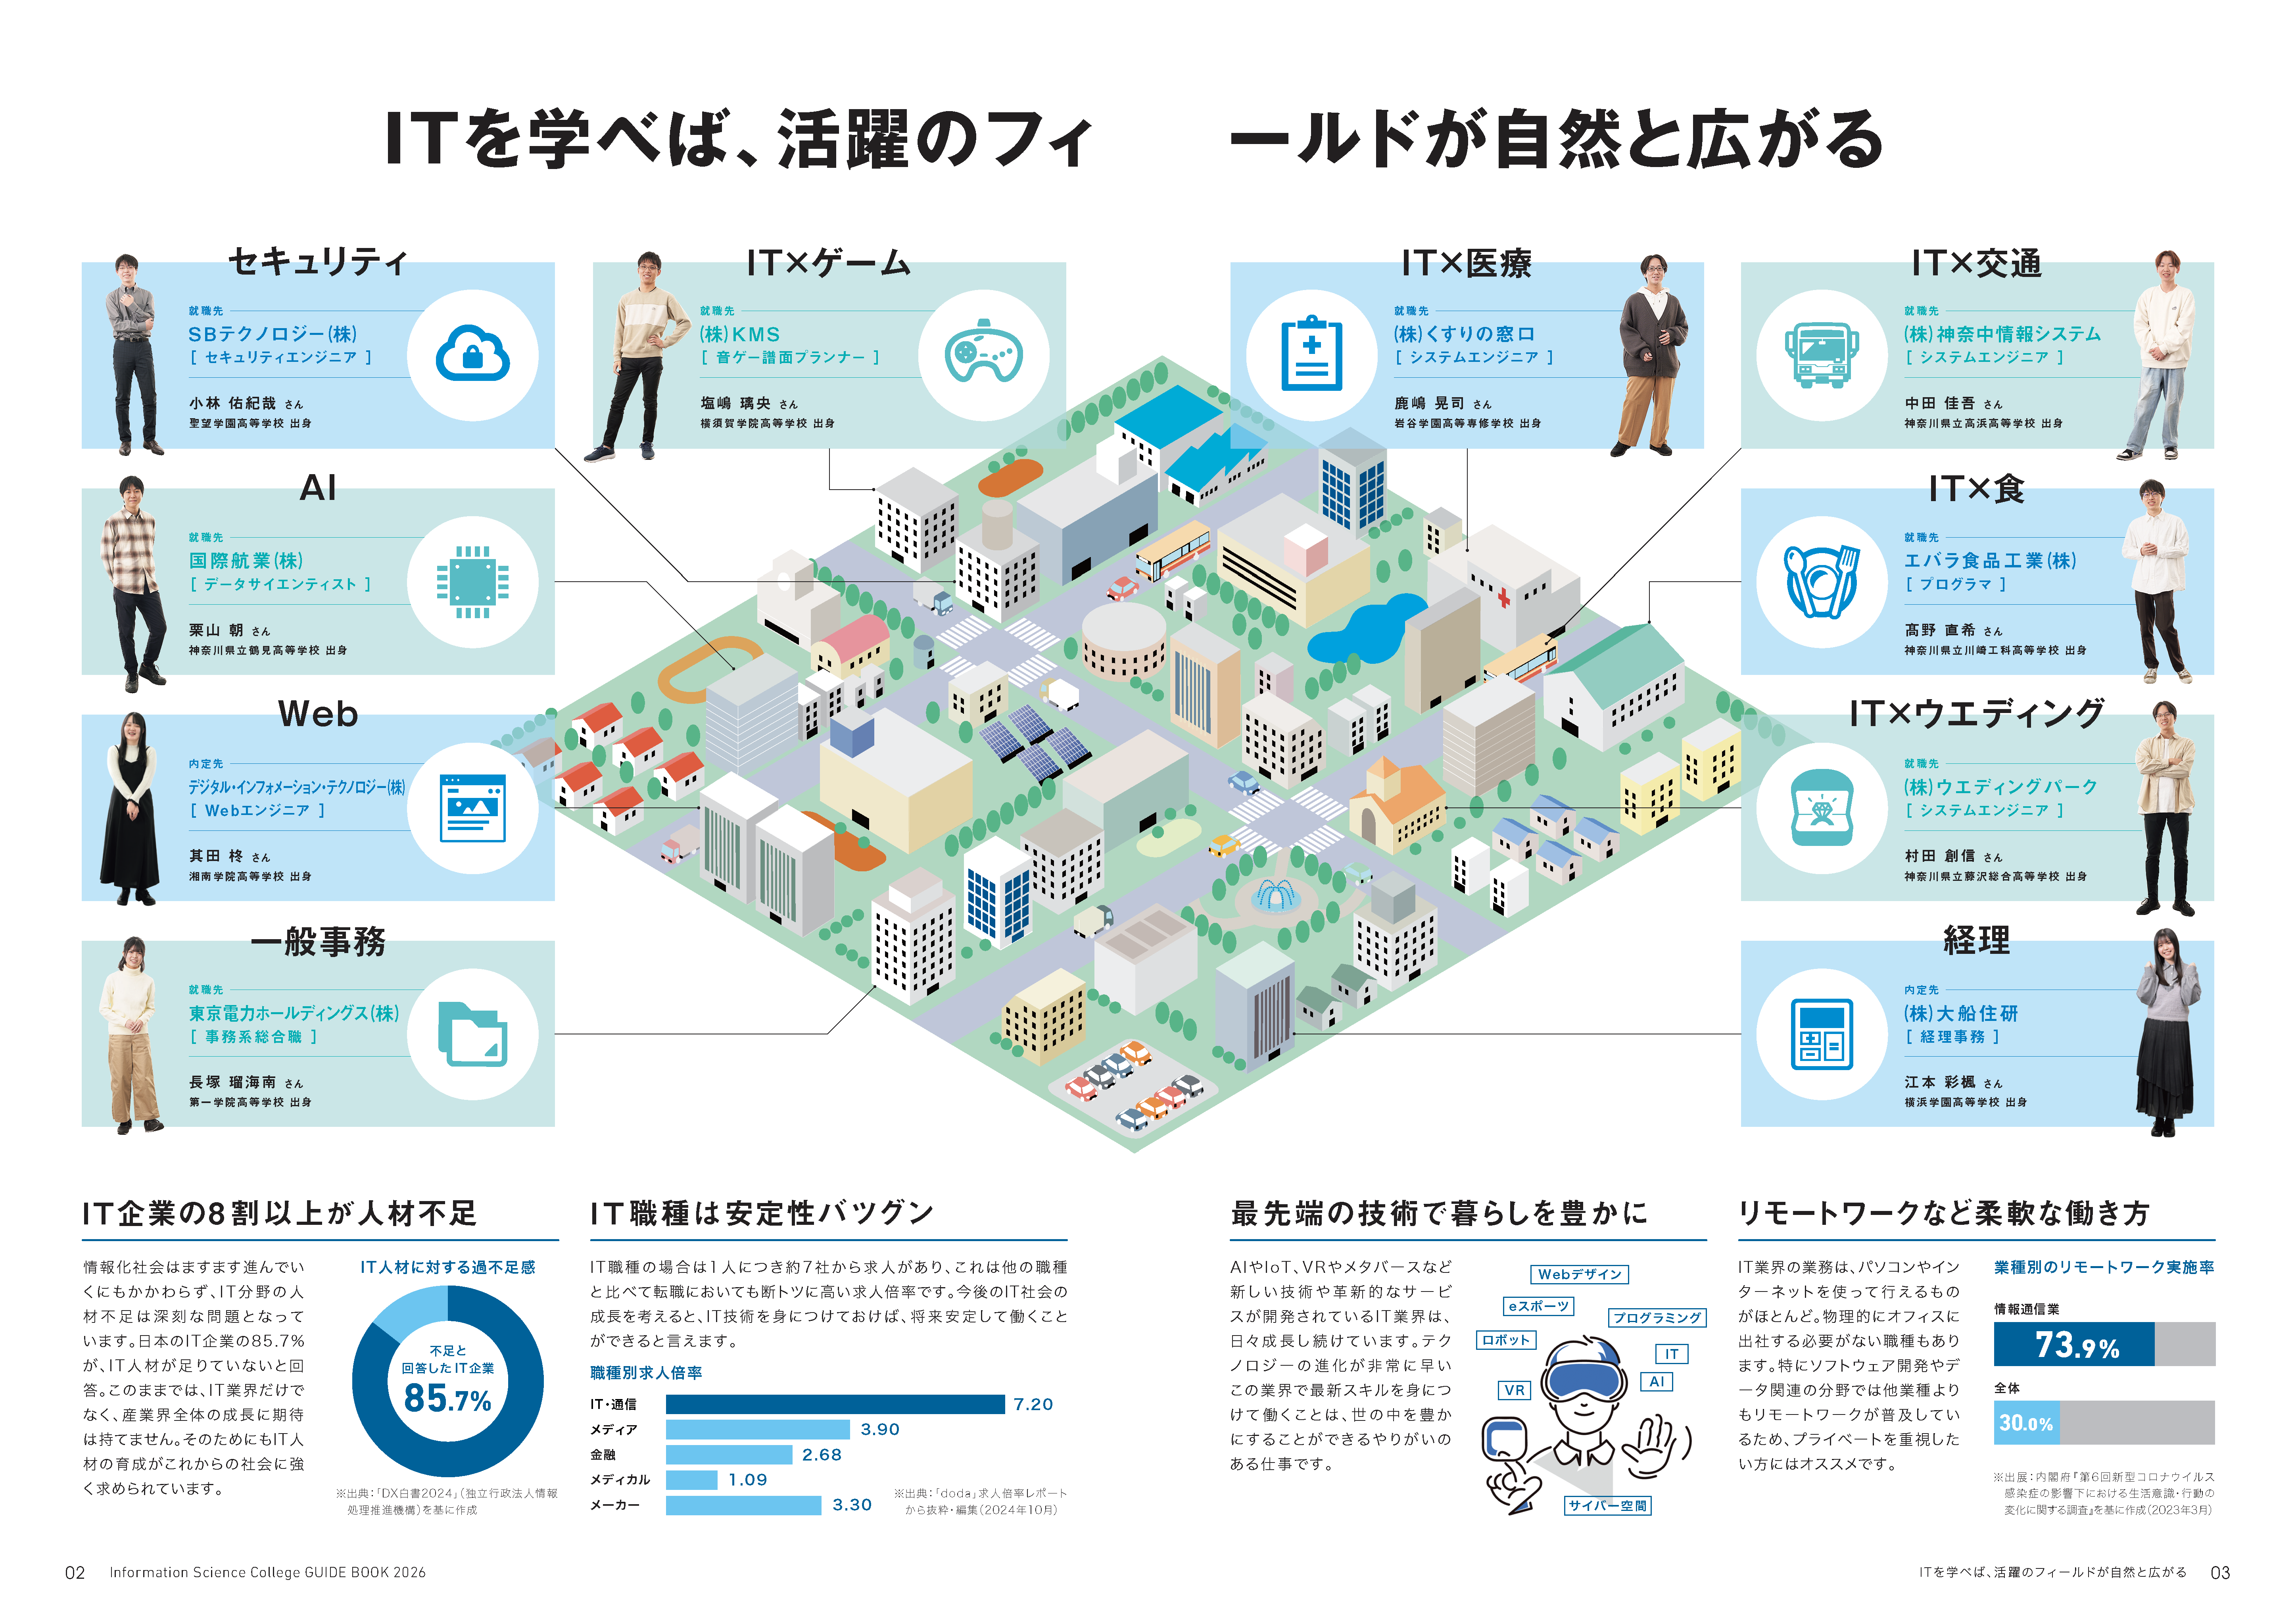 ITを学べば、活躍のフィールドが自然と広がる
セキュリティ
就職先
SBテクノロジー(株)
[ セキュリティエンジニア ]
小林 佑紀哉 さん
聖望学園高等学校 出身
IT×ゲーム
就職先
(株)KMS
[ 音ゲー譜面プランナー ]
塩嶋 璃央 さん
横須賀学院高等学校 出身
IT×医療
就職先
(株)くすりの窓口
[ システムエンジニア ]
鹿嶋 晃司 さん
岩谷学園高等専修学校 出身
IT×交通
就職先
(株)神奈中情報システム
[ システムエンジニア ]
中田 佳吾 さん
神奈川県立高浜高等学校 出身
AI
就職先
国際航業(株)
[ データサイエンティスト ]
栗山 朝 さん
神奈川県立鶴見高等学校 出身
IT×食
就職先
エバラ食品工業(株)
[ プログラマ ]
髙野 直希 さん
神奈川県立川崎工科高等学校 出身
Web
内定先
デジタル・インフォメーション・テクノロジー(株)
[ Webエンジニア ]
其田 柊 さん
湘南学院高等学校 出身
IT×ウエディング
就職先
(株)ウエディングパーク
[ システムエンジニア ]
村田 創信 さん
神奈川県立藤沢総合高等学校 出身
一般事務
就職先
東京電力ホールディングス(株)
[ 事務系総合職 ]
長塚 瑠海南 さん
第一学院高等学校 出身
経理
内定先
(株)大船住研
[ 経理事務 ]
江本 彩楓 さん
横浜学園高等学校 出身
IT企業の8割以上が人材不足
情報化社会はますます進んでい
くにもかかわらず、IT分野の人
材不足は深刻な問題となって
います。日本のIT企業の85.7%
が、IT人材が足りていないと回
答。このままでは、IT業界だけで
なく、産業界全体の成長に期待
は持てません。そのためにもIT人
材の育成がこれからの社会に強
く求められています。
IT人材に対する過不足感
不足と
回答したIT企業
85.7%
※出典：「DX白書2024」（独立行政法人情報
処理推進機構）を基に作成
IT職種は安定性バツグン
IT職種の場合は1人につき約7社から求人があり、これは他の職種
と比べて転職においても断トツに高い求人倍率です。今後のIT社会の
成長を考えると、IT技術を身につけておけば、将来安定して働くこと
ができると言えます。
職種別求人倍率
IT・通信 7.20
メディア 3.90
金融 2.68
メディカル 1.09
メーカー 3.30
※出典：「doda」求人倍率レポート
から抜粋・編集（2024年10月）
最先端の技術で暮らしを豊かに
AIやIoT、VRやメタバースなど
新しい技術や革新的なサービ
スが開発されているIT業界は、
日々成長し続けています。テク
ノロジーの進化が非常に早い
この業界で最新スキルを身につ
けて働くことは、世の中を豊か
にすることができるやりがいの
ある仕事です。
Webデザイン
eスポーツ
プログラミング
ロボット
IT
AI
VR
サイバー空間
リモートワークなど柔軟な働き方
IT業界の業務は、パソコンやイン
ターネットを使って行えるもの
がほとんど。物理的にオフィスに
出社する必要がない職種もあり
ます。特にソフトウェア開発やデ
ータ関連の分野では他業種より
もリモートワークが普及してい
るため、プライベートを重視した
い方にはオススメです。
業種別のリモートワーク実施率
情報通信業
73.9%
全体
30.0%
※出展：内閣府『第6回新型コロナウイルス
感染症の影響下における生活意識・行動の
変化に関する調査』を基に作成（2023年3月）
02 Information Science College GUIDE BOOK 2026
ITを学べば、活躍のフィールドが自然と広がる 03